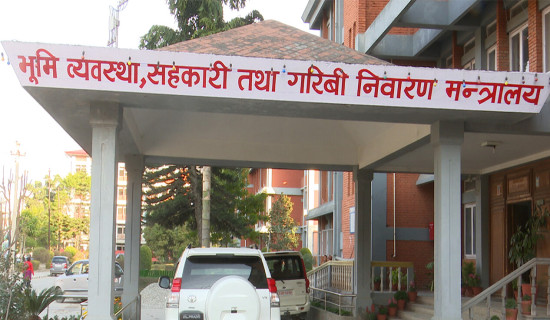 भूमि व्यवस्था,सहकारी तथा गरिबी निवारण मन्त्रालय